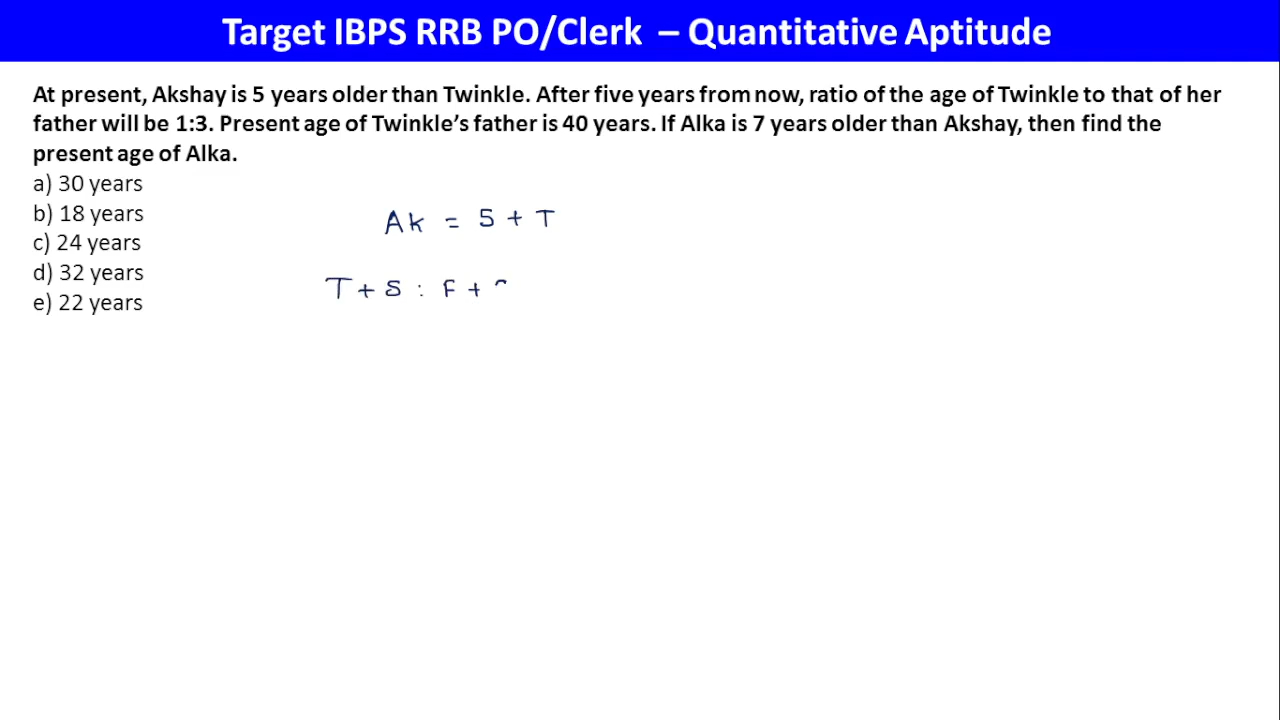 Target IBPS RRB PO/Clerk – Quantitative Aptitude
At present, Akshay is 5 years older than Twinkle. After five years from now, ratio of the age of Twinkle to that of her
father will be 1:3. Present age of Twinkle’s father is 40 years. If Alka is 7 years older than Akshay, then find the
present age of Alka.
a) 30 years
b) 18 years
c) 24 years
d) 32 years
e) 22 years
Ak = 5 + T
T + 5 : F +